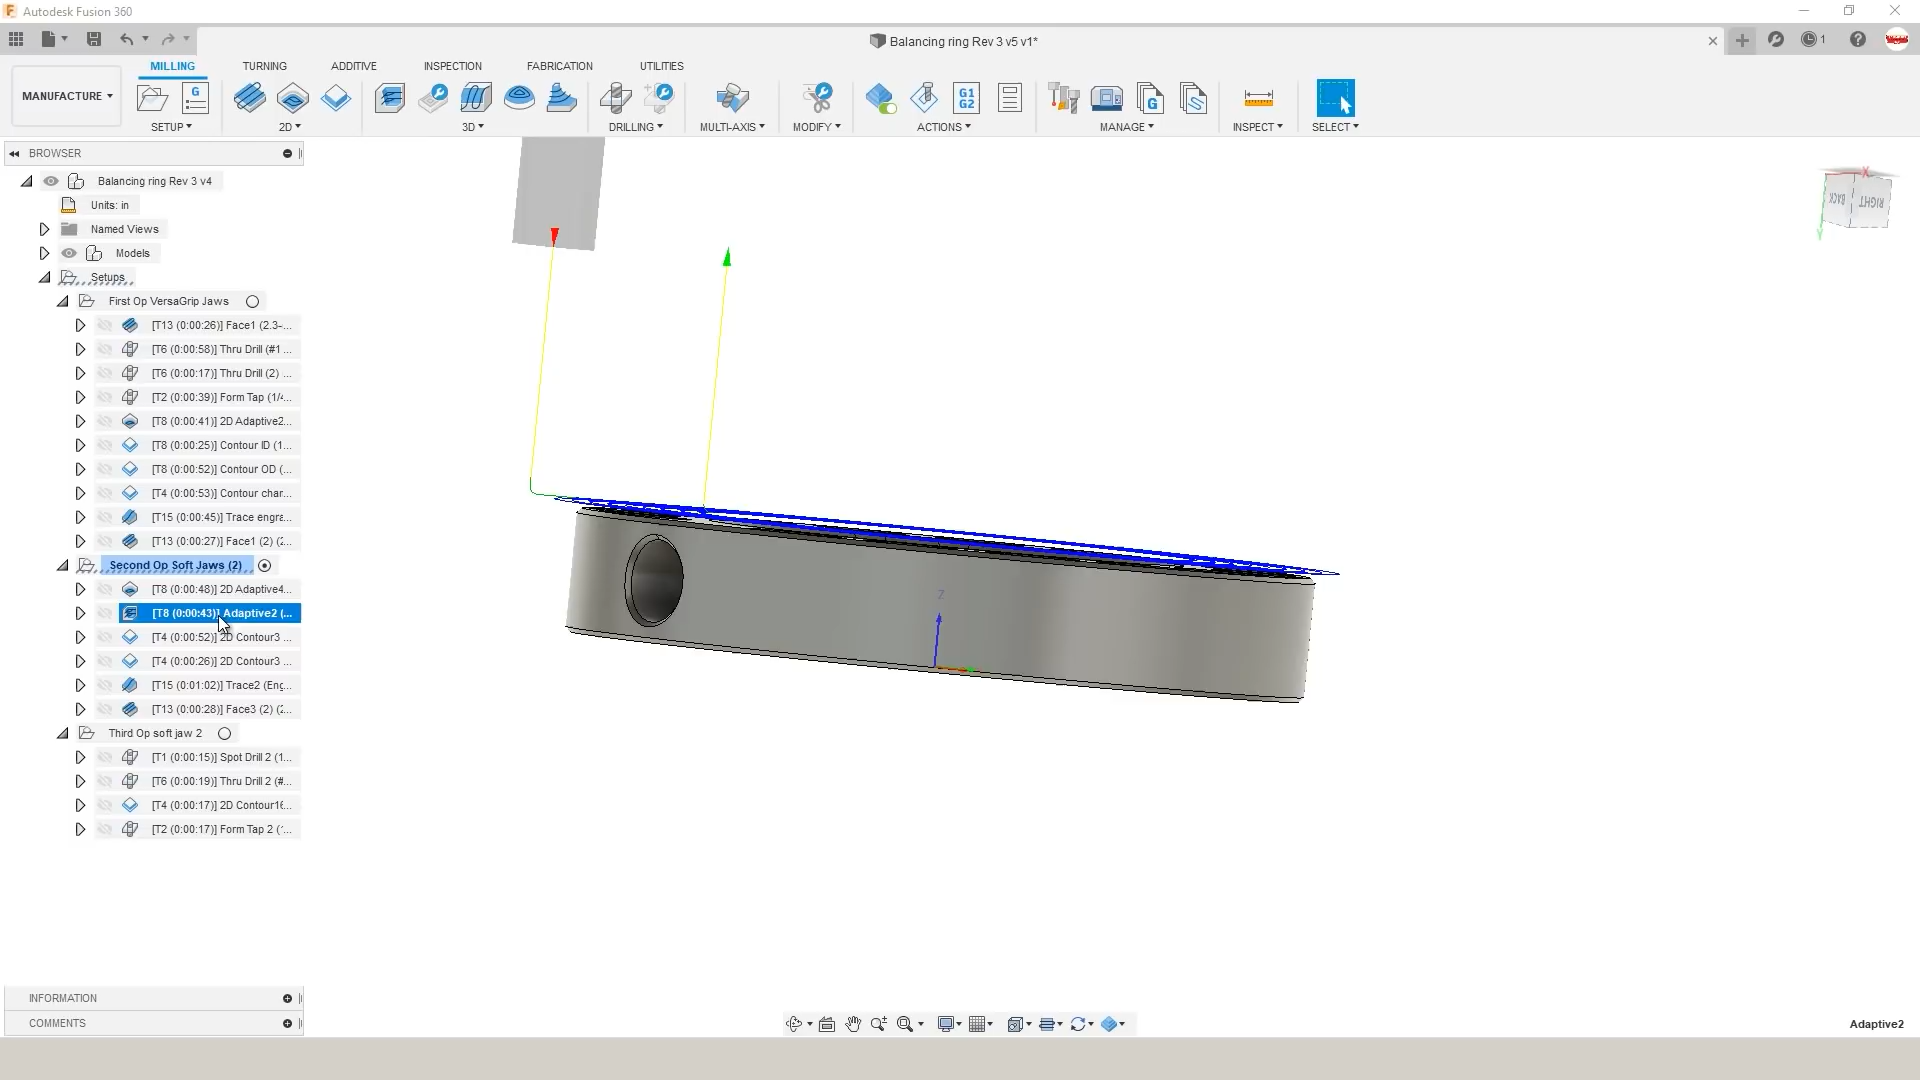 Autodesk Fusion 360
Balancing ring Rev 3 v5 v1*
1
MILLING
TURNING
ADDITIVE
INSPECTION
FABRICATION
UTILITIES
MANUFACTURE
SETUP
2D
3D
DRILLING
MULTI-AXIS
MODIFY
ACTIONS
MANAGE
INSPECT
SELECT
G1
G2
BROWSER
Balancing ring Rev 3 v4
Units: in
Named Views
Models
Setups
First Op VersaGrip Jaws
[T13 (0:00:26)] Face1 (2.3-...
[T6 (0:00:58)] Thru Drill (#1 ...
[T6 (0:00:17)] Thru Drill (2) ...
[T2 (0:00:39)] Form Tap (1/4...
[T8 (0:00:41)] 2D Adaptive2...
[T8 (0:00:25)] Contour ID (1...
[T8 (0:00:52)] Contour OD (...
[T4 (0:00:53)] Contour char...
[T15 (0:00:45)] Trace engra...
[T13 (0:00:27)] Face1 (2) (2...
Second Op Soft Jaws (2)
[T8 (0:00:48)] 2D Adaptive4...
[T8 (0:00:43)] Adaptive2 (...
[T4 (0:00:52)] 2D Contour3 ...
[T4 (0:00:26)] 2D Contour3 ...
[T15 (0:01:02)] Trace2 (Eng...
[T13 (0:00:28)] Face3 (2) (2...
Third Op soft jaw 2
[T1 (0:00:15)] Spot Drill 2 (1...
[T6 (0:00:19)] Thru Drill 2 (#...
[T4 (0:00:17)] 2D Contour16...
[T2 (0:00:17)] Form Tap 2 (1...
Z
X
BACK
RIGHT
Y
INFORMATION
COMMENTS
Adaptive2